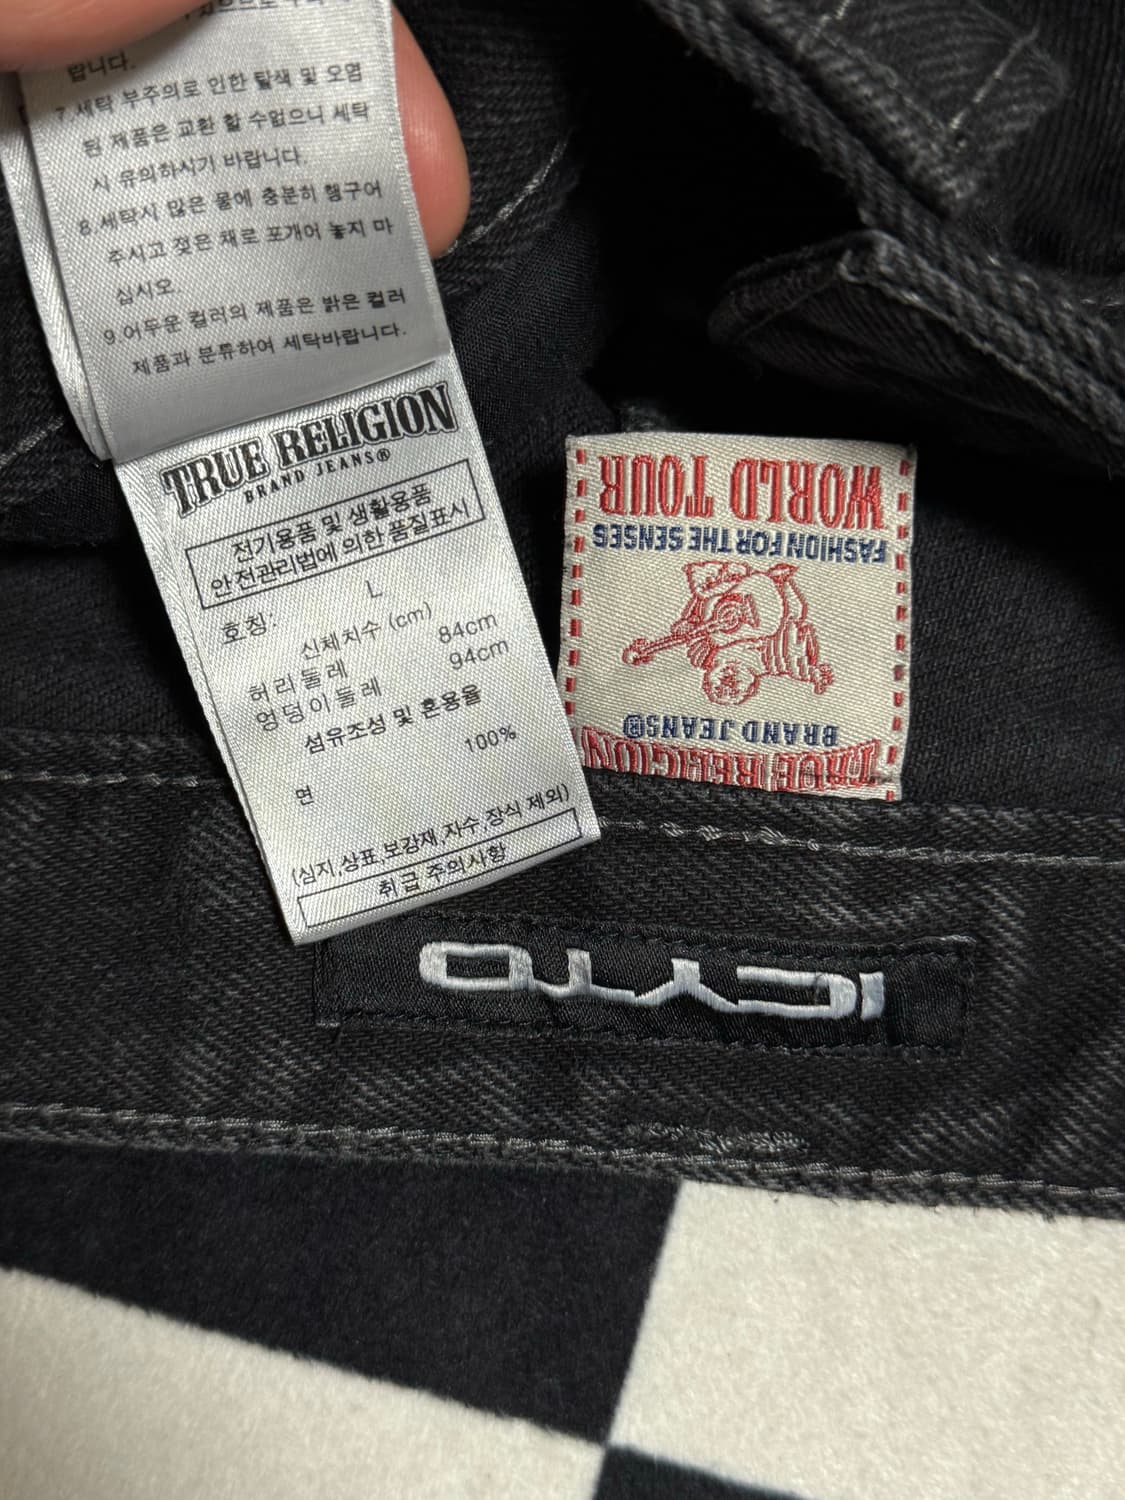 랍니다.
7.세탁 부주의로 인한 탈색 및 오염
된 제품은 교환 할 수없으니 세탁
시 유의하시기 바랍니다.
8.세탁시 많은 물에 충분히 헹구어
주시고 젖은 채로 포개어 놓지 마
십시오.
9.어두운 컬러의 제품은 밝은 컬러
제품과 분류하여 세탁바랍니다.
TRUE RELIGION
BRAND JEANS®
전기용품 및 생활용품
안전관리법에 의한 품질표시
호칭: L
신체치수 (cm)
허리둘레 84cm
엉덩이둘레 94cm
섬유조성 및 혼용율
면 100%
(심지,상표,보강재,자수,장식 제외)
취급 주의사항
TRUE RELIGION
BRAND JEANS®
FASHION FOR THE SENSES
WORLD TOUR